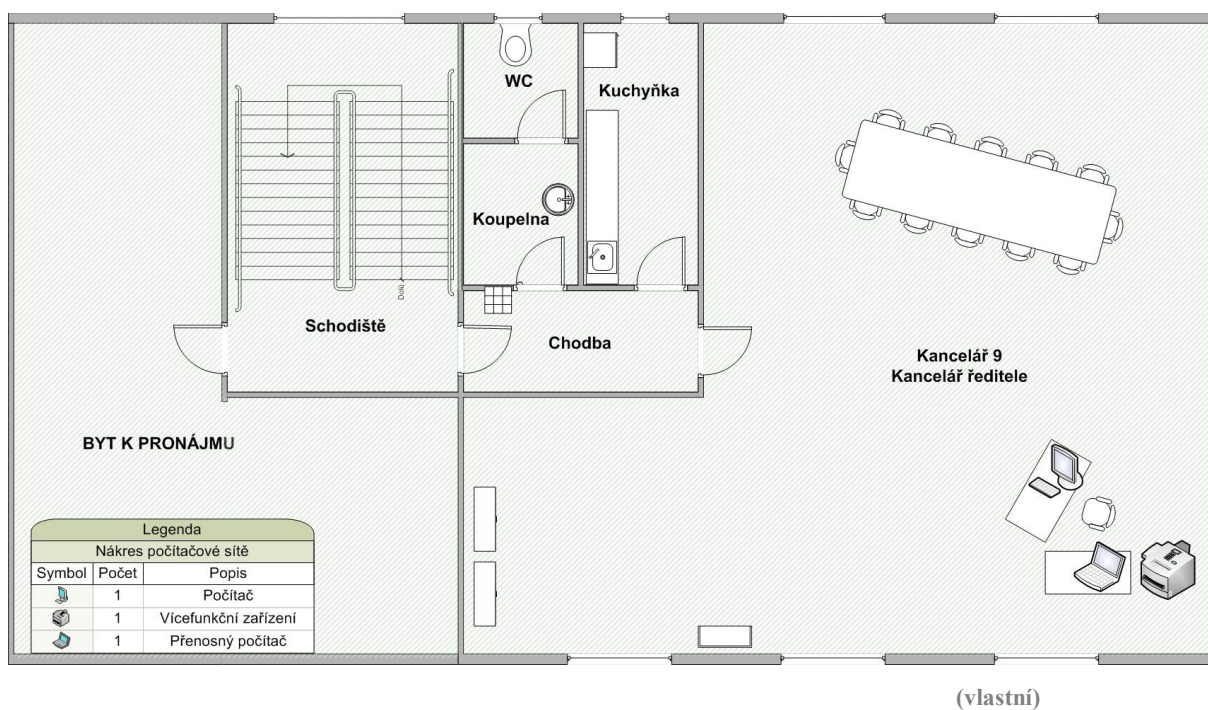 WC
Kuchyňka
Koupelna
Dolů
Schodiště
Chodba
Kancelář 9
Kancelář ředitele
BYT K PRONÁJMU
Legenda
Nákres počítačové sítě
Symbol Počet Popis
1 Počítač
1 Vícefunkční zařízení
1 Přenosný počítač
(vlastní)